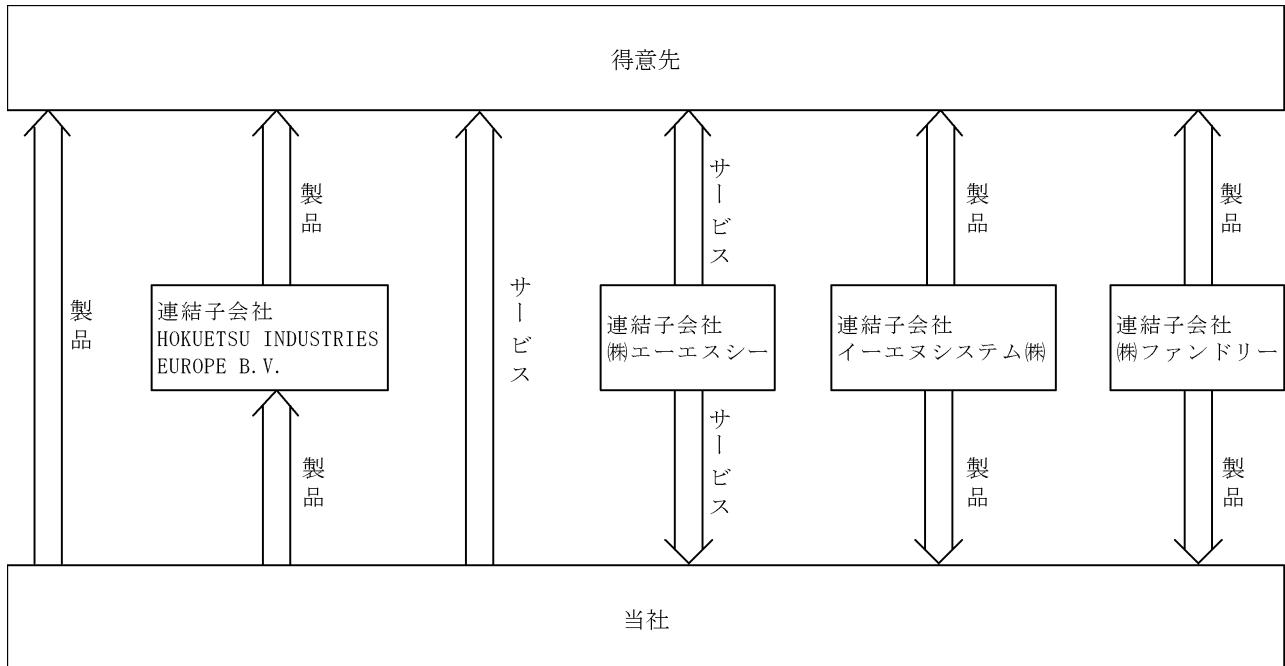 得意先
製品
製品
サービス
サービス
製品
製品
連結子会社
HOKUETSU INDUSTRIES
EUROPE B.V.
連結子会社
㈱エーエスシー
連結子会社
イーエヌシステム㈱
連結子会社
㈱ファンドリー
製品
サービス
製品
製品
当社